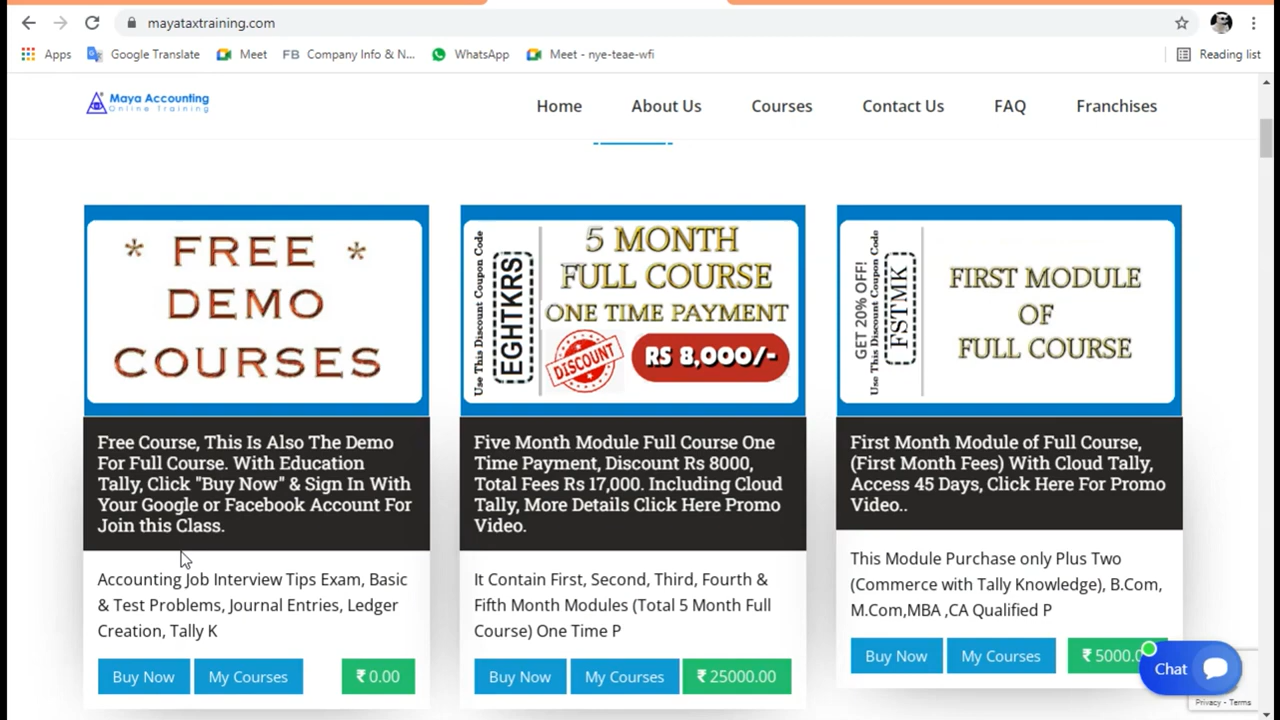 mayataxtraining.com
Apps
Google Translate
Meet
FB Company Info & N...
WhatsApp
Meet - nye-teae-wfi
Reading list
Maya Accounting
Online Training
Home
About Us
Courses
Contact Us
FAQ
Franchises
* FREE *
DEMO
COURSES
Free Course, This Is Also The Demo
For Full Course. With Education
Tally, Click "Buy Now" & Sign In With
Your Google or Facebook Account For
Join this Class.
Accounting Job Interview Tips Exam, Basic
& Test Problems, Journal Entries, Ledger
Creation, Tally K
Buy Now
My Courses
₹ 0.00
Use This Discount Coupon Code
EGHTKRS
5 MONTH
FULL COURSE
ONE TIME PAYMENT
DISCOUNT
RS 8,000/-
Five Month Module Full Course One
Time Payment, Discount Rs 8000,
Total Fees Rs 17,000. Including Cloud
Tally, More Details Click Here Promo
Video.
It Contain First, Second, Third, Fourth &
Fifth Month Modules (Total 5 Month Full
Course) One Time P
Buy Now
My Courses
₹ 25000.00
GET 20% OFF!
Use This Discount Coupon Code
FSTMK
FIRST MODULE
OF
FULL COURSE
First Month Module of Full Course,
(First Month Fees) With Cloud Tally,
Access 45 Days, Click Here For Promo
Video..
This Module Purchase only Plus Two
(Commerce with Tally Knowledge), B.Com,
M.Com,MBA ,CA Qualified P
Buy Now
My Courses
₹ 5000.0
Chat
Privacy - Terms